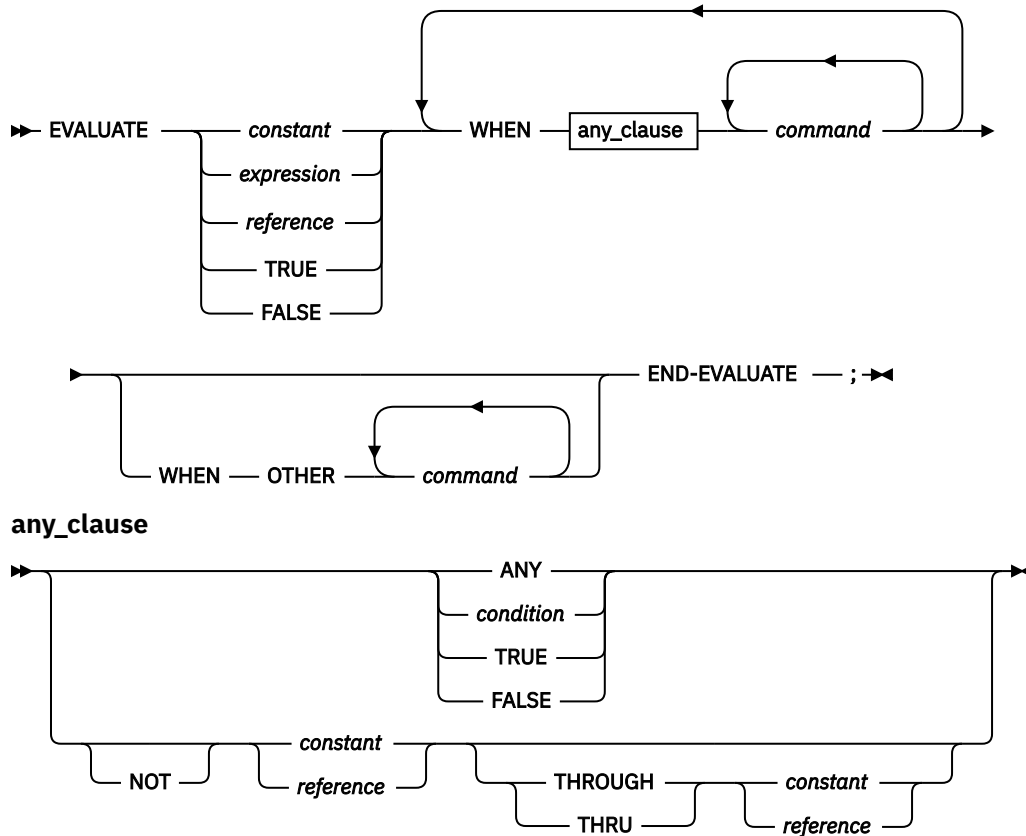 EVALUATE constant WHEN any_clause command
expression
reference
TRUE
FALSE
END-EVALUATE ;
WHEN OTHER command
any_clause
ANY
condition
TRUE
FALSE
constant
NOT reference THROUGH constant
THRU reference